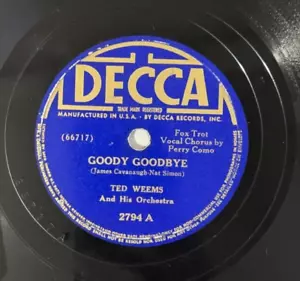 DECCA
TRADE MARK REGISTERED
MANUFACTURED IN U.S.A. · BY DECCA RECORDS, INC.
(66717)
Fox Trot
Vocal Chorus by
Perry Como
GOODY GOODBYE
(James Cavanaugh-Nat Simon)
TED WEEMS
And His Orchestra
2794 A